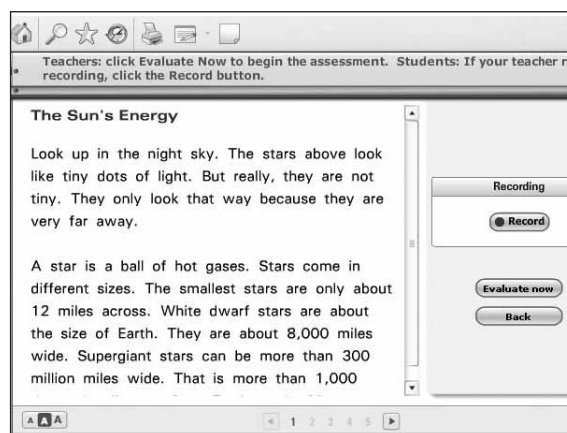 Teachers: click Evaluate Now to begin the assessment. Students: If your teacher
recording, click the Record button.
The Sun's Energy
Look up in the night sky. The stars above look
like tiny dots of light. But really, they are not
tiny. They only look that way because they are
very far away.
A star is a ball of hot gases. Stars come in
different sizes. The smallest stars are only about
12 miles across. White dwarf stars are about
the size of Earth. They are about 8,000 miles
wide. Supergiant stars can be more than 300
million miles wide. That is more than 1,000
Recording
Record
Evaluate now
Back
A A A
1 2 3 4 5